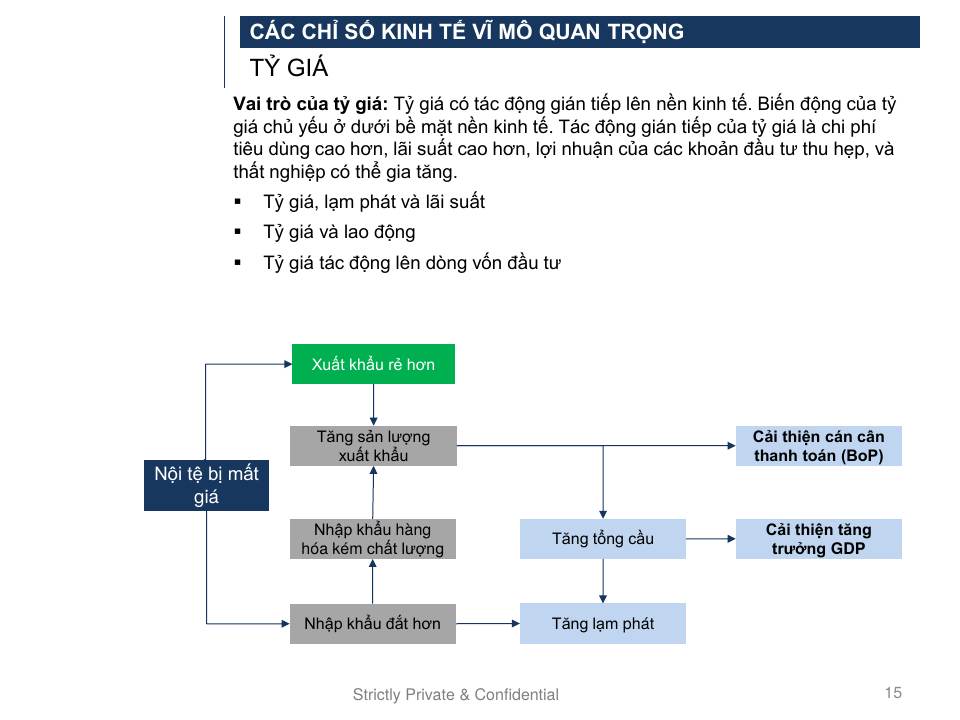 CÁC CHỈ SỐ KINH TẾ VĨ MÔ QUAN TRỌNG
TỶ GIÁ
Vai trò của tỷ giá: Tỷ giá có tác động gián tiếp lên nền kinh tế. Biến động của tỷ
giá chủ yếu ở dưới bề mặt nền kinh tế. Tác động gián tiếp của tỷ giá là chi phí
tiêu dùng cao hơn, lãi suất cao hơn, lợi nhuận của các khoản đầu tư thu hẹp, và
thất nghiệp có thể gia tăng.
▪ Tỷ giá, lạm phát và lãi suất
▪ Tỷ giá và lao động
▪ Tỷ giá tác động lên dòng vốn đầu tư
Xuất khẩu rẻ hơn
Tăng sản lượng
xuất khẩu
Cải thiện cán cân
thanh toán (BoP)
Nội tệ bị mất
giá
Nhập khẩu hàng
hóa kém chất lượng
Tăng tổng cầu
Cải thiện tăng
trưởng GDP
Nhập khẩu đắt hơn
Tăng lạm phát
Strictly Private & Confidential
15